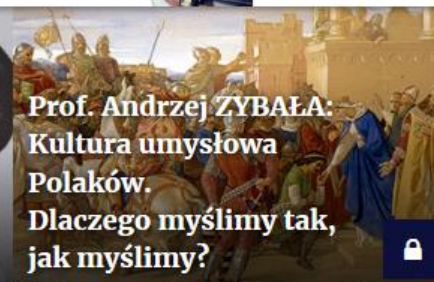 Prof. Andrzej ZYBAŁA:
Kultura umysłowa
Polaków.
Dlaczego myślimy tak,
jak myślimy?